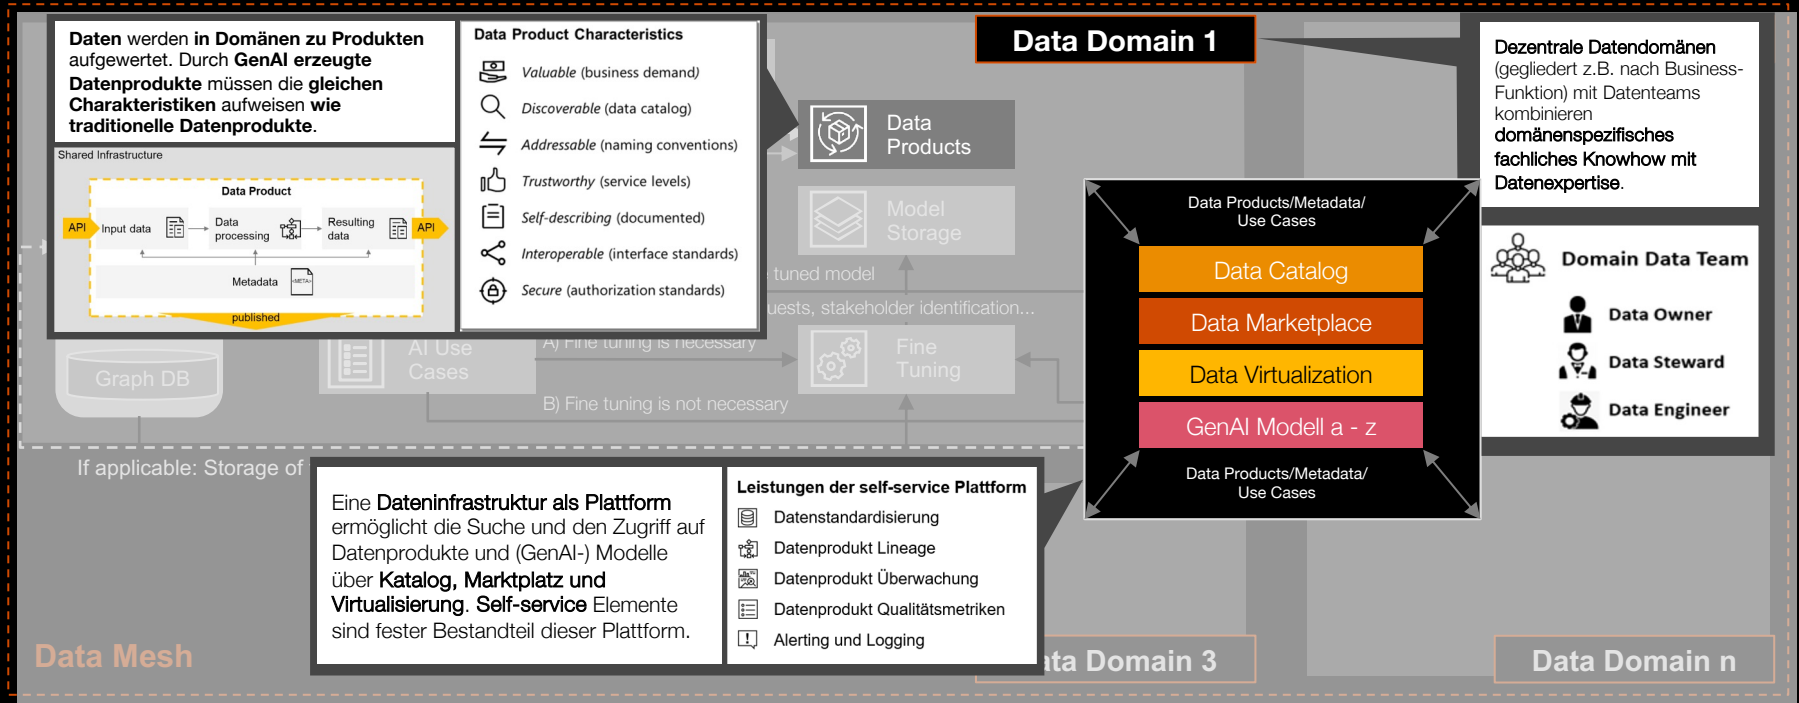 Daten werden in Domänen zu Produkten
aufgewertet. Durch GenAI erzeugte
Datenprodukte müssen die gleichen
Charakteristiken aufweisen wie
traditionelle Datenprodukte.
Shared Infrastructure
Data Product
API
Input data
Data
processing
Resulting
data
API
Metadata
<META>
published
Data Product Characteristics
Valuable (business demand)
Discoverable (data catalog)
Addressable (naming conventions)
Trustworthy (service levels)
Self-describing (documented)
Interoperable (interface standards)
Secure (authorization standards)
Data Domain 1
Data
Products
Model
Storage
tuned model
uests, stakeholder identification...
A) Fine tuning is necessary
AI Use
Cases
Fine
Tuning
Graph DB
B) Fine tuning is not necessary
If applicable: Storage of
Dezentrale Datendomänen
(gegliedert z.B. nach Business-
Funktion) mit Datenteams
kombinieren
domänenspezifisches
fachliches Knowhow mit
Datenexpertise.
Domain Data Team
Data Owner
Data Steward
Data Engineer
Data Products/Metadata/
Use Cases
Data Catalog
Data Marketplace
Data Virtualization
GenAI Modell a - z
Data Products/Metadata/
Use Cases
Eine Dateninfrastruktur als Plattform
ermöglicht die Suche und den Zugriff auf
Datenprodukte und (GenAI-) Modelle
über Katalog, Marktplatz und
Virtualisierung. Self-service Elemente
sind fester Bestandteil dieser Plattform.
Leistungen der self-service Plattform
Datenstandardisierung
Datenprodukt Lineage
Datenprodukt Überwachung
Datenprodukt Qualitätsmetriken
Alerting und Logging
Data Mesh
ata Domain 3
Data Domain n